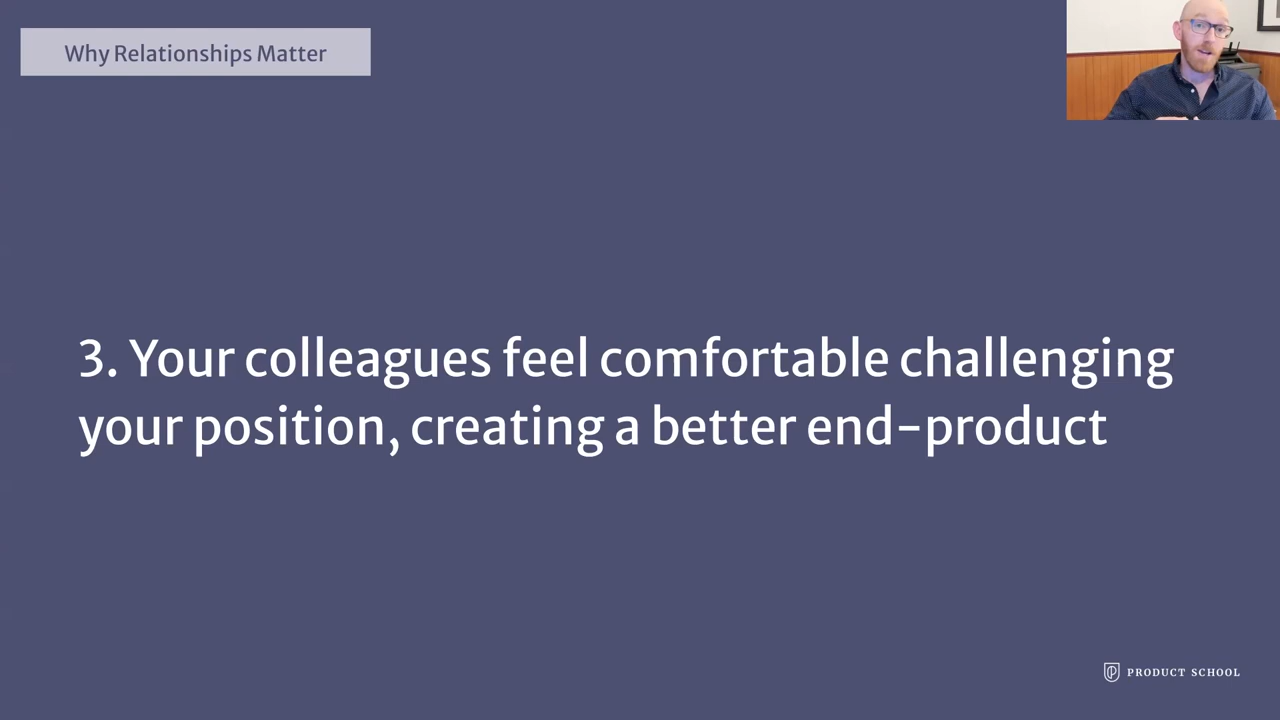 Why Relationships Matter
3. Your colleagues feel comfortable challenging
your position, creating a better end-product
PRODUCT SCHOOL